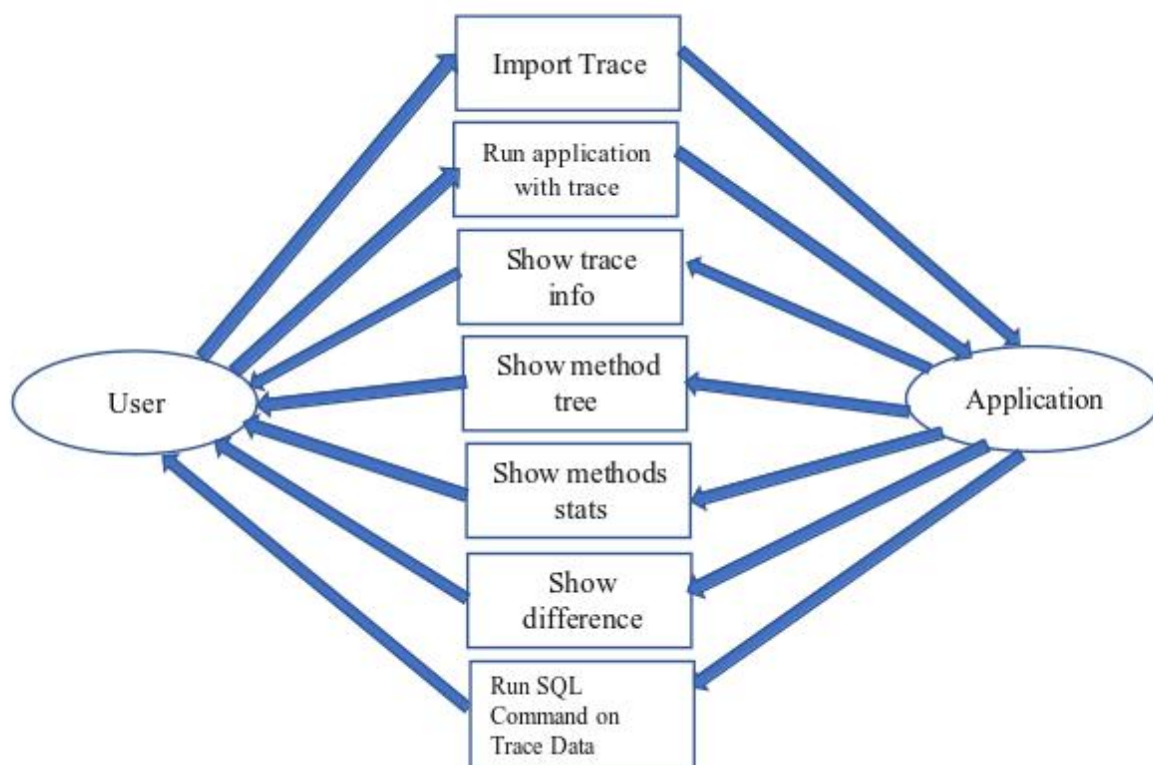 Import Trace
Run application
with trace
Show trace
info
Show method
tree
User
Application
Show methods
stats
Show
difference
Run SQL
Command on
Trace Data